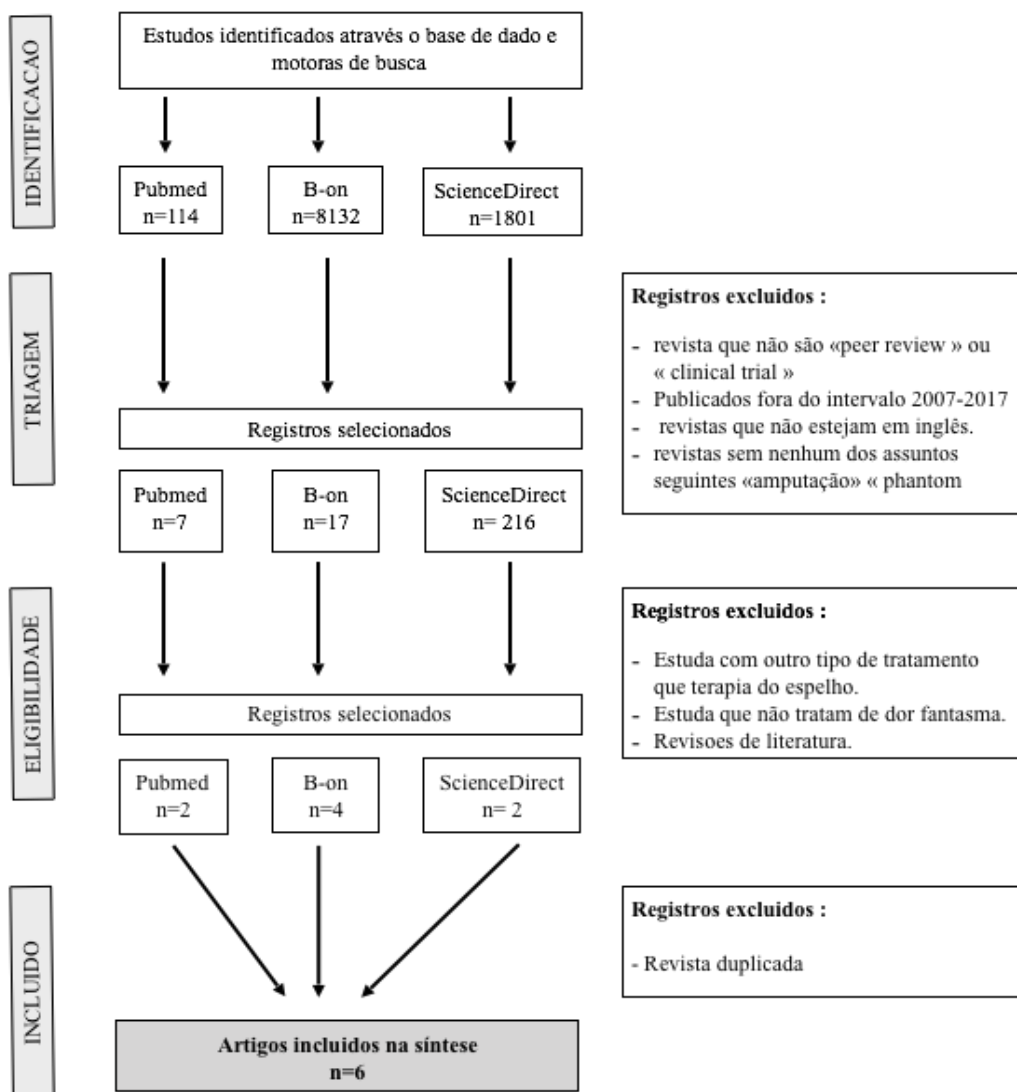 IDENTIFICACAO
Estudos identificados através o base de dado e
motoras de busca
Pubmed
n=114
B-on
n=8132
ScienceDirect
n=1801
TRIAGEM
Registros excluidos :
- revista que não são «peer review » ou
« clinical trial »
- Publicados fora do intervalo 2007-2017
- revistas que não estejam em inglês.
- revistas sem nenhum dos assuntos
seguintes «amputação» « phantom
Registros selecionados
Pubmed
n=7
B-on
n=17
ScienceDirect
n= 216
ELIGIBILIDADE
Registros excluidos :
- Estuda com outro tipo de tratamento
que terapia do espelho.
- Estuda que não tratam de dor fantasma.
- Revisoes de literatura.
Registros selecionados
Pubmed
n=2
B-on
n=4
ScienceDirect
n= 2
INCLUIDO
Registros excluidos :
- Revista duplicada
Artigos incluidos na síntese
n=6